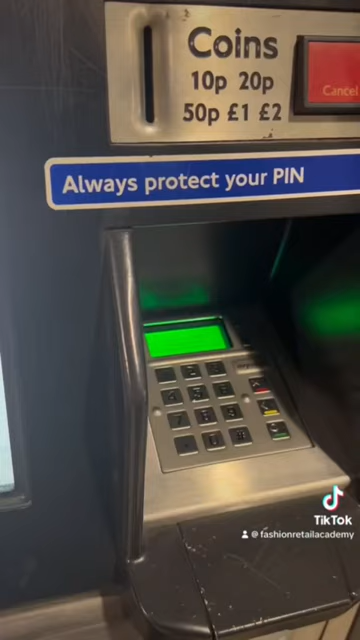 Coins
10p 20p
50p £1 £2
Cancel
Always protect your PIN
TikTok
@fashionretailacademy